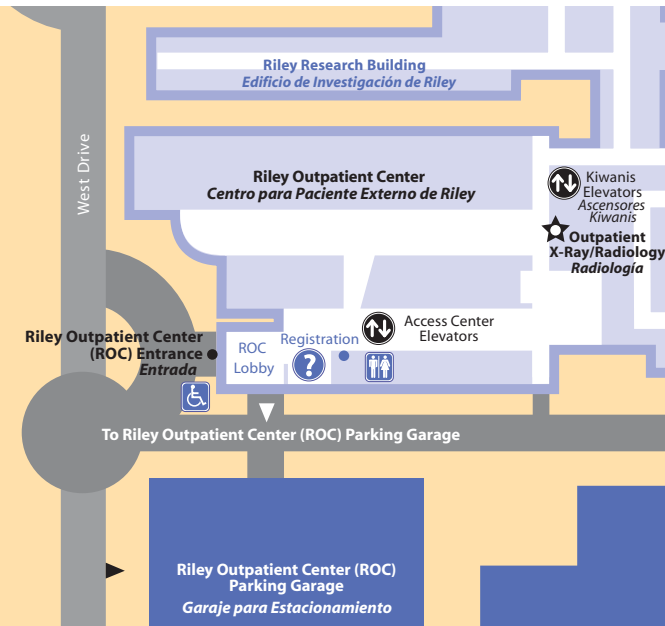 Riley Research Building
Edificio de Investigación de Riley
West Drive
Riley Outpatient Center
Centro para Paciente Externo de Riley
Kiwanis
Elevators
Ascensores
Kiwanis
Outpatient
X-Ray/Radiology
Radiología
Riley Outpatient Center
(ROC) Entrance
Entrada
ROC
Lobby
Registration
?
Access Center
Elevators
To Riley Outpatient Center (ROC) Parking Garage
Riley Outpatient Center (ROC)
Parking Garage
Garaje para Estacionamiento